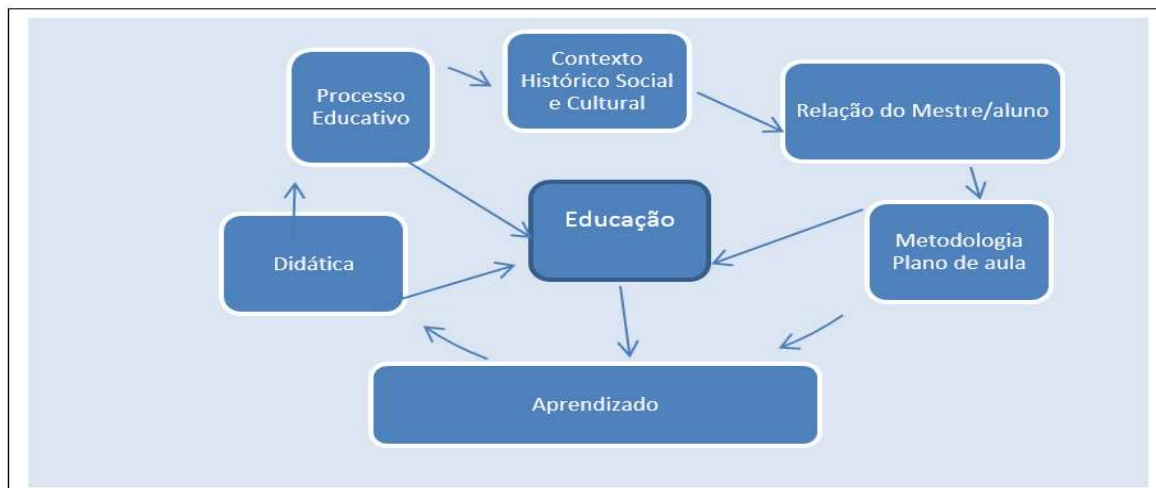 Contexto
Histórico Social
e Cultural
Processo
Educativo
Relação do Mestre/aluno
Educação
Metodologia
Plano de aula
Didática
Aprendizado